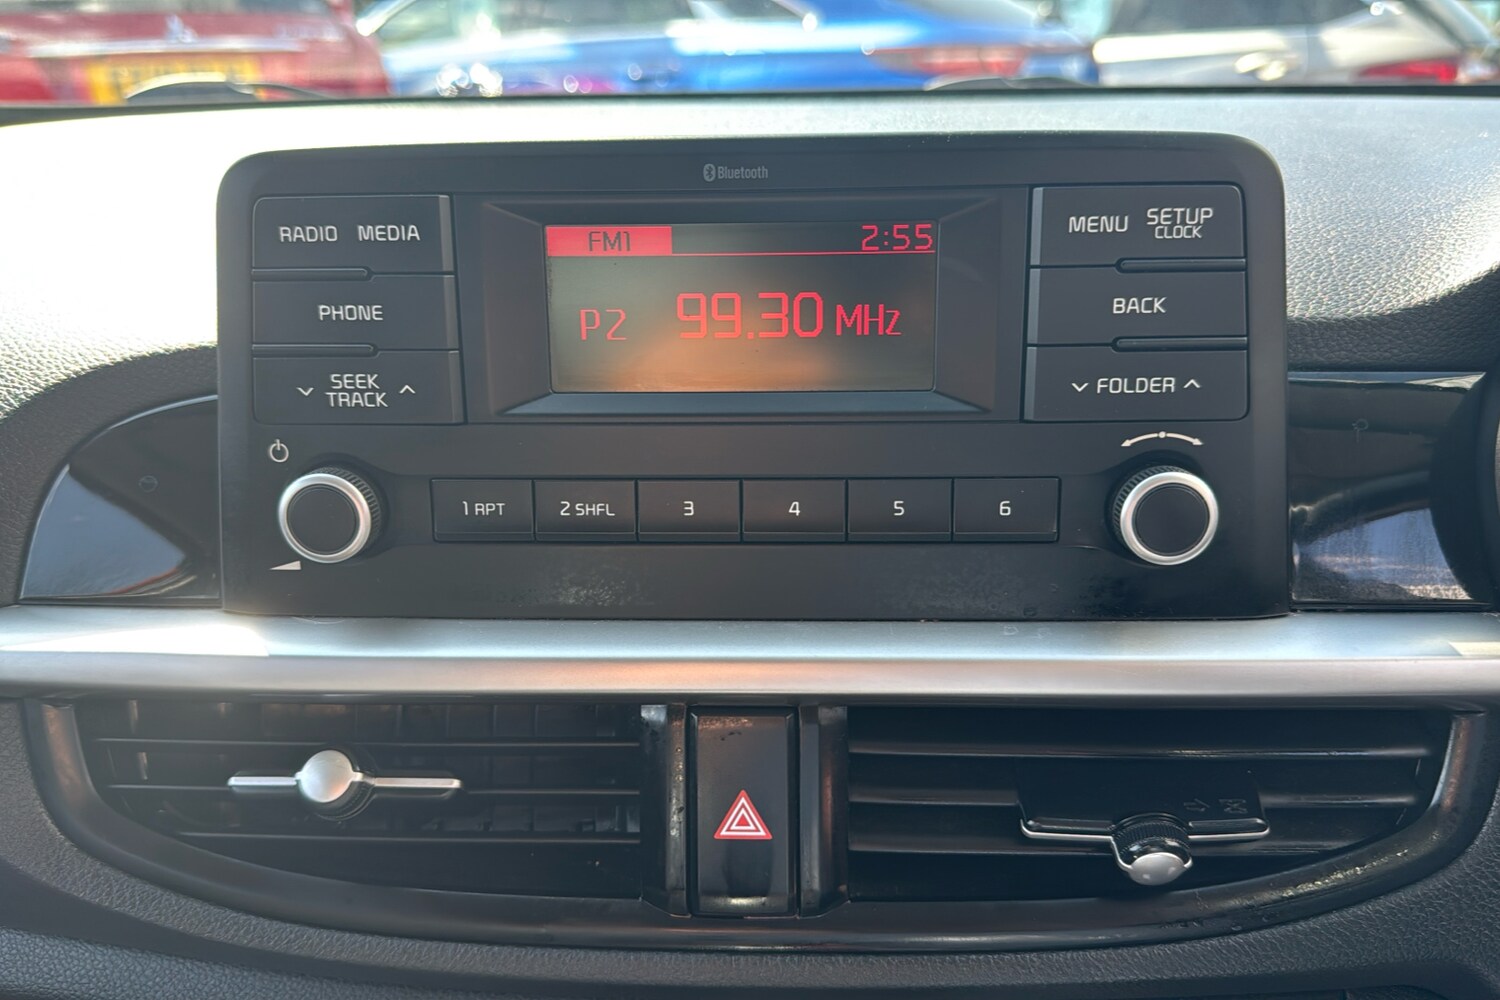 Bluetooth
RADIO MEDIA
PHONE
SEEK
TRACK
FM1 2:55
P2 99.30 MHz
MENU SETUP
CLOCK
BACK
FOLDER
1 RPT
2 SHFL
3
4
5
6